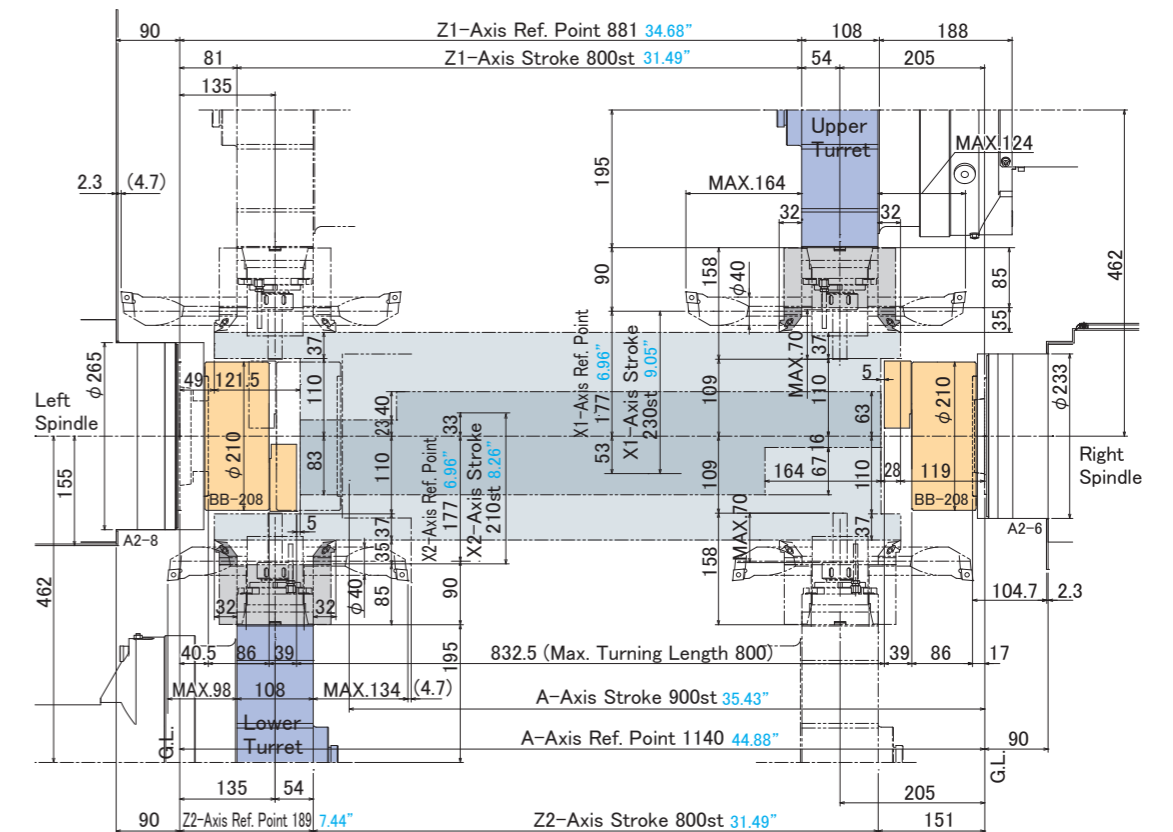 90
Z1-Axis Ref. Point 881 34.68”
108
188
81
Z1-Axis Stroke 800st 31.49”
54
205
135
Upper
Turret
MAX.124
195
2.3
(4.7)
MAX.164
32
32
90
158
φ40
462
85
35
X1-Axis Ref. Point
177 6.96”
X1-Axis Stroke
230st 9.05”
MAX.70
37
37
φ265
49
121.5
110
109
110
5
φ210
φ233
Left
Spindle
40
23
33
53
63
16
φ210
83
110
X2-Axis Ref. Point
177 6.96”
X2-Axis Stroke
210st 8.26”
109
164
67
110
28
119
Right
Spindle
155
BB-208
BB-208
A2-8
5
37
35
MAX.70
37
A2-6
158
462
32
32
φ40
85
90
104.7
2.3
195
40.5
86
39
832.5 (Max. Turning Length 800)
39
86
17
MAX.98
108
MAX.134
(4.7)
A-Axis Stroke 900st 35.43”
Lower
Turret
G.L.
A-Axis Ref. Point 1140 44.88”
90
G.L.
135
54
205
90
Z2-Axis Ref. Point 189 7.44”
Z2-Axis Stroke 800st 31.49”
151